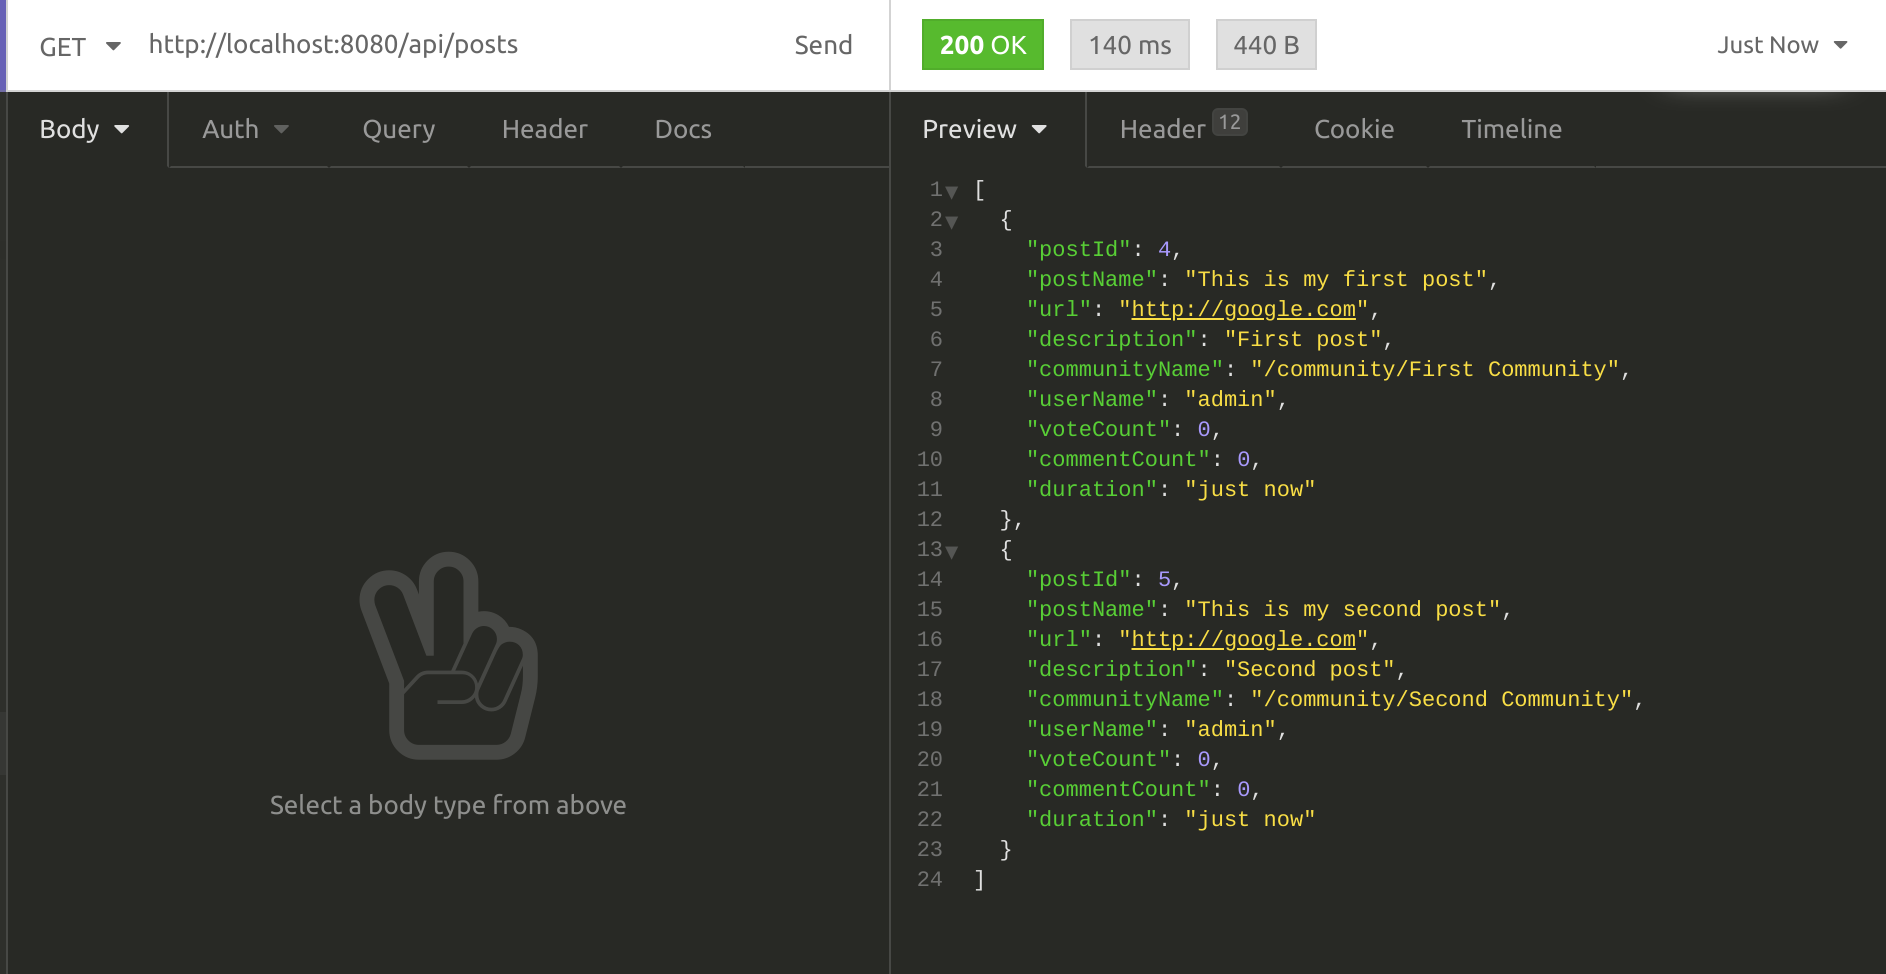 GET http://localhost:8080/api/posts Send
200 OK 140 ms 440 B Just Now
Body Auth Query Header Docs
Preview Header 12 Cookie Timeline
Select a body type from above
1 [
2 {
3 "postId": 4,
4 "postName": "This is my first post",
5 "url": "http://google.com",
6 "description": "First post",
7 "communityName": "/community/First Community",
8 "userName": "admin",
9 "voteCount": 0,
10 "commentCount": 0,
11 "duration": "just now"
12 },
13 {
14 "postId": 5,
15 "postName": "This is my second post",
16 "url": "http://google.com",
17 "description": "Second post",
18 "communityName": "/community/Second Community",
19 "userName": "admin",
20 "voteCount": 0,
21 "commentCount": 0,
22 "duration": "just now"
23 }
24 ]